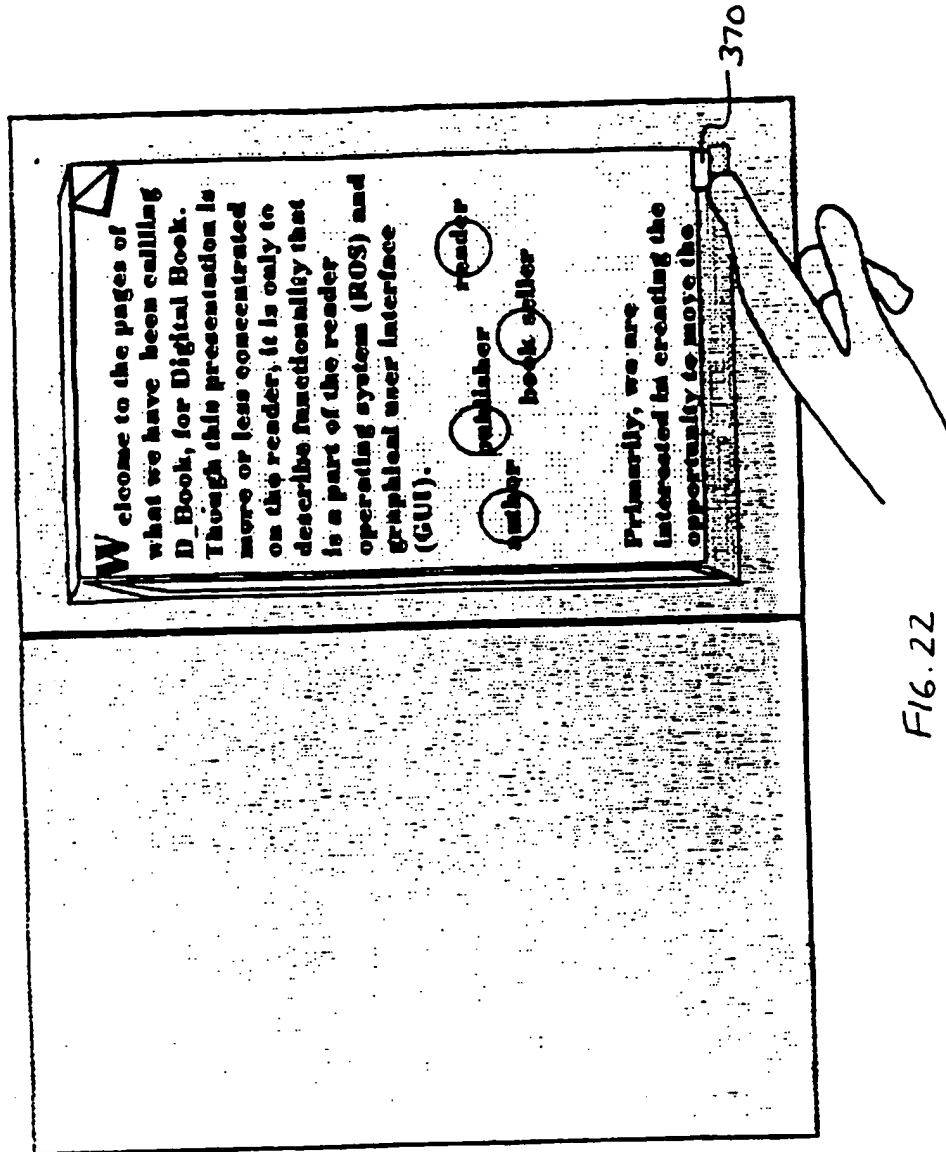 Welcome to the pages of
what we have been callling
D_Book, for Digital Book.
Though this presentation is
more or less concentrated
on the reader, it is only to
describe functionality that
is a part of the reader
operating system (ROS) and
graphical user interface
(GUI).
author publisher reader
book seller
Primarily, we are
interested in creating the
opportunity to move the
370
FIG. 22